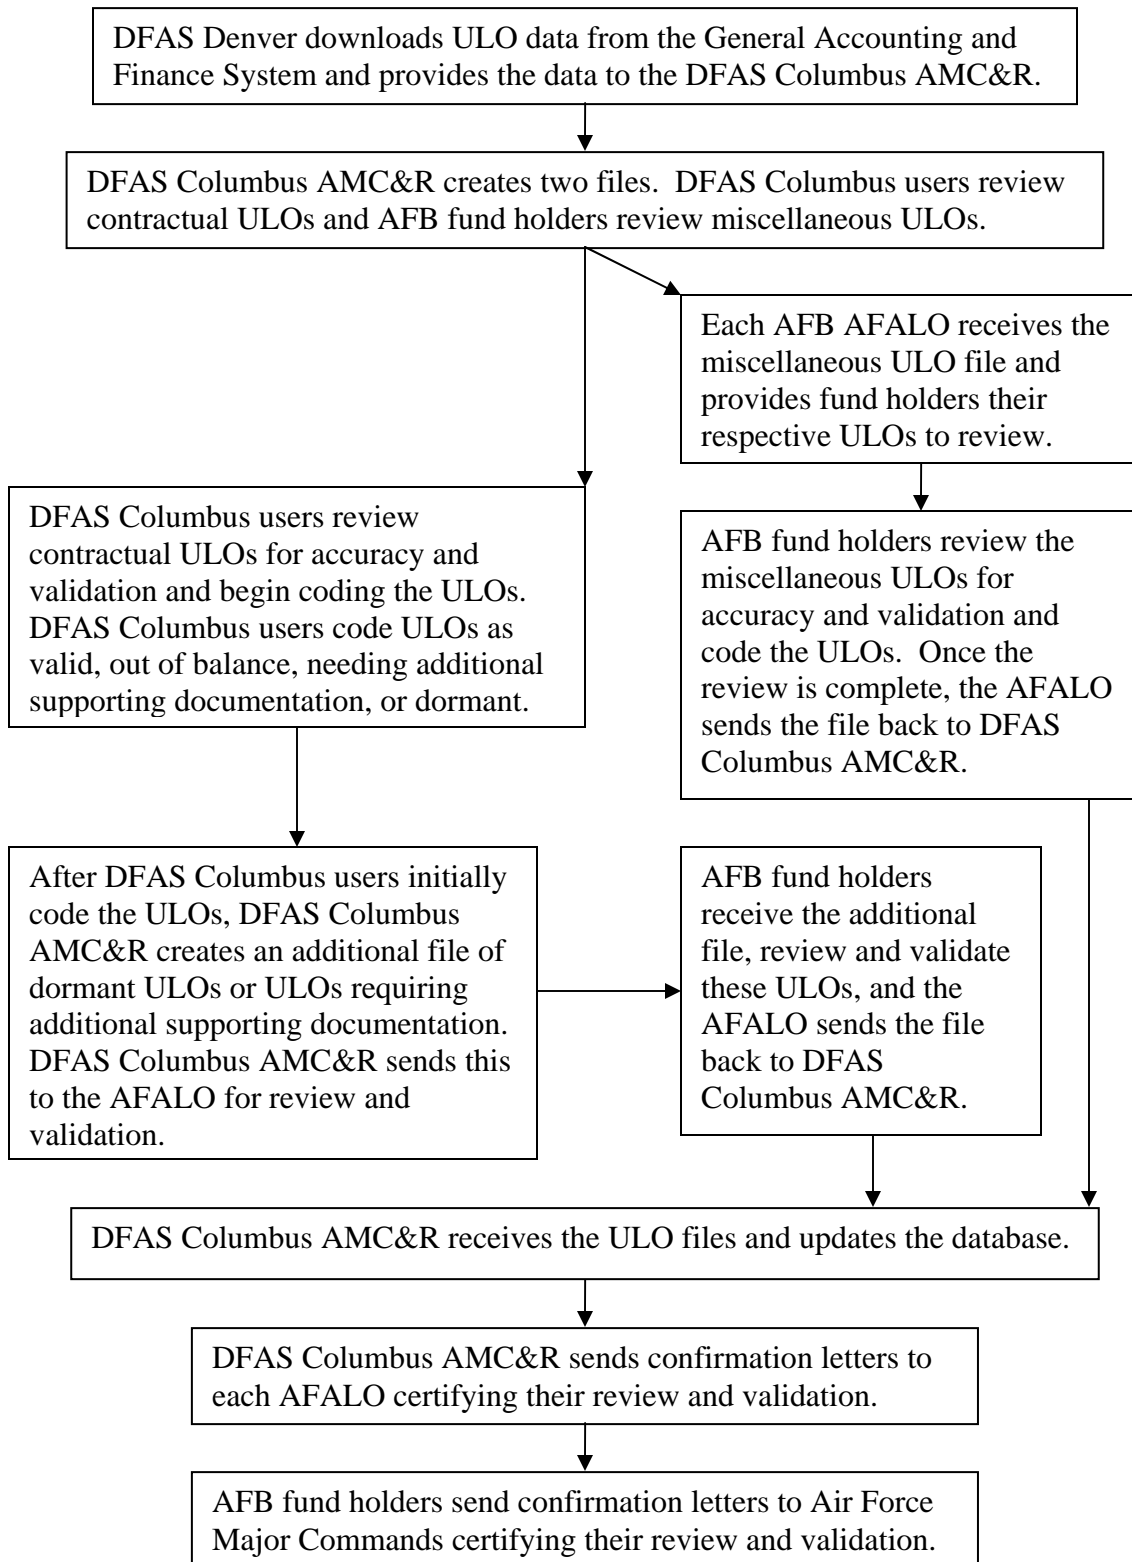 DFAS Denver downloads ULO data from the General Accounting and
Finance System and provides the data to the DFAS Columbus AMC&R.
DFAS Columbus AMC&R creates two files.  DFAS Columbus users review
contractual ULOs and AFB fund holders review miscellaneous ULOs.
Each AFB AFALO receives the
miscellaneous ULO file and
provides fund holders their
respective ULOs to review.
DFAS Columbus users review
contractual ULOs for accuracy and
validation and begin coding the ULOs.
DFAS Columbus users code ULOs as
valid, out of balance, needing additional
supporting documentation, or dormant.
AFB fund holders review the
miscellaneous ULOs for
accuracy and validation and
code the ULOs.  Once the
review is complete, the AFALO
sends the file back to DFAS
Columbus AMC&R.
After DFAS Columbus users initially
code the ULOs, DFAS Columbus
AMC&R creates an additional file of
dormant ULOs or ULOs requiring
additional supporting documentation.
DFAS Columbus AMC&R sends this
to the AFALO for review and
validation.
AFB fund holders
receive the additional
file, review and validate
these ULOs, and the
AFALO sends the file
back to DFAS
Columbus AMC&R.
DFAS Columbus AMC&R receives the ULO files and updates the database.
DFAS Columbus AMC&R sends confirmation letters to
each AFALO certifying their review and validation.
AFB fund holders send confirmation letters to Air Force
Major Commands certifying their review and validation.